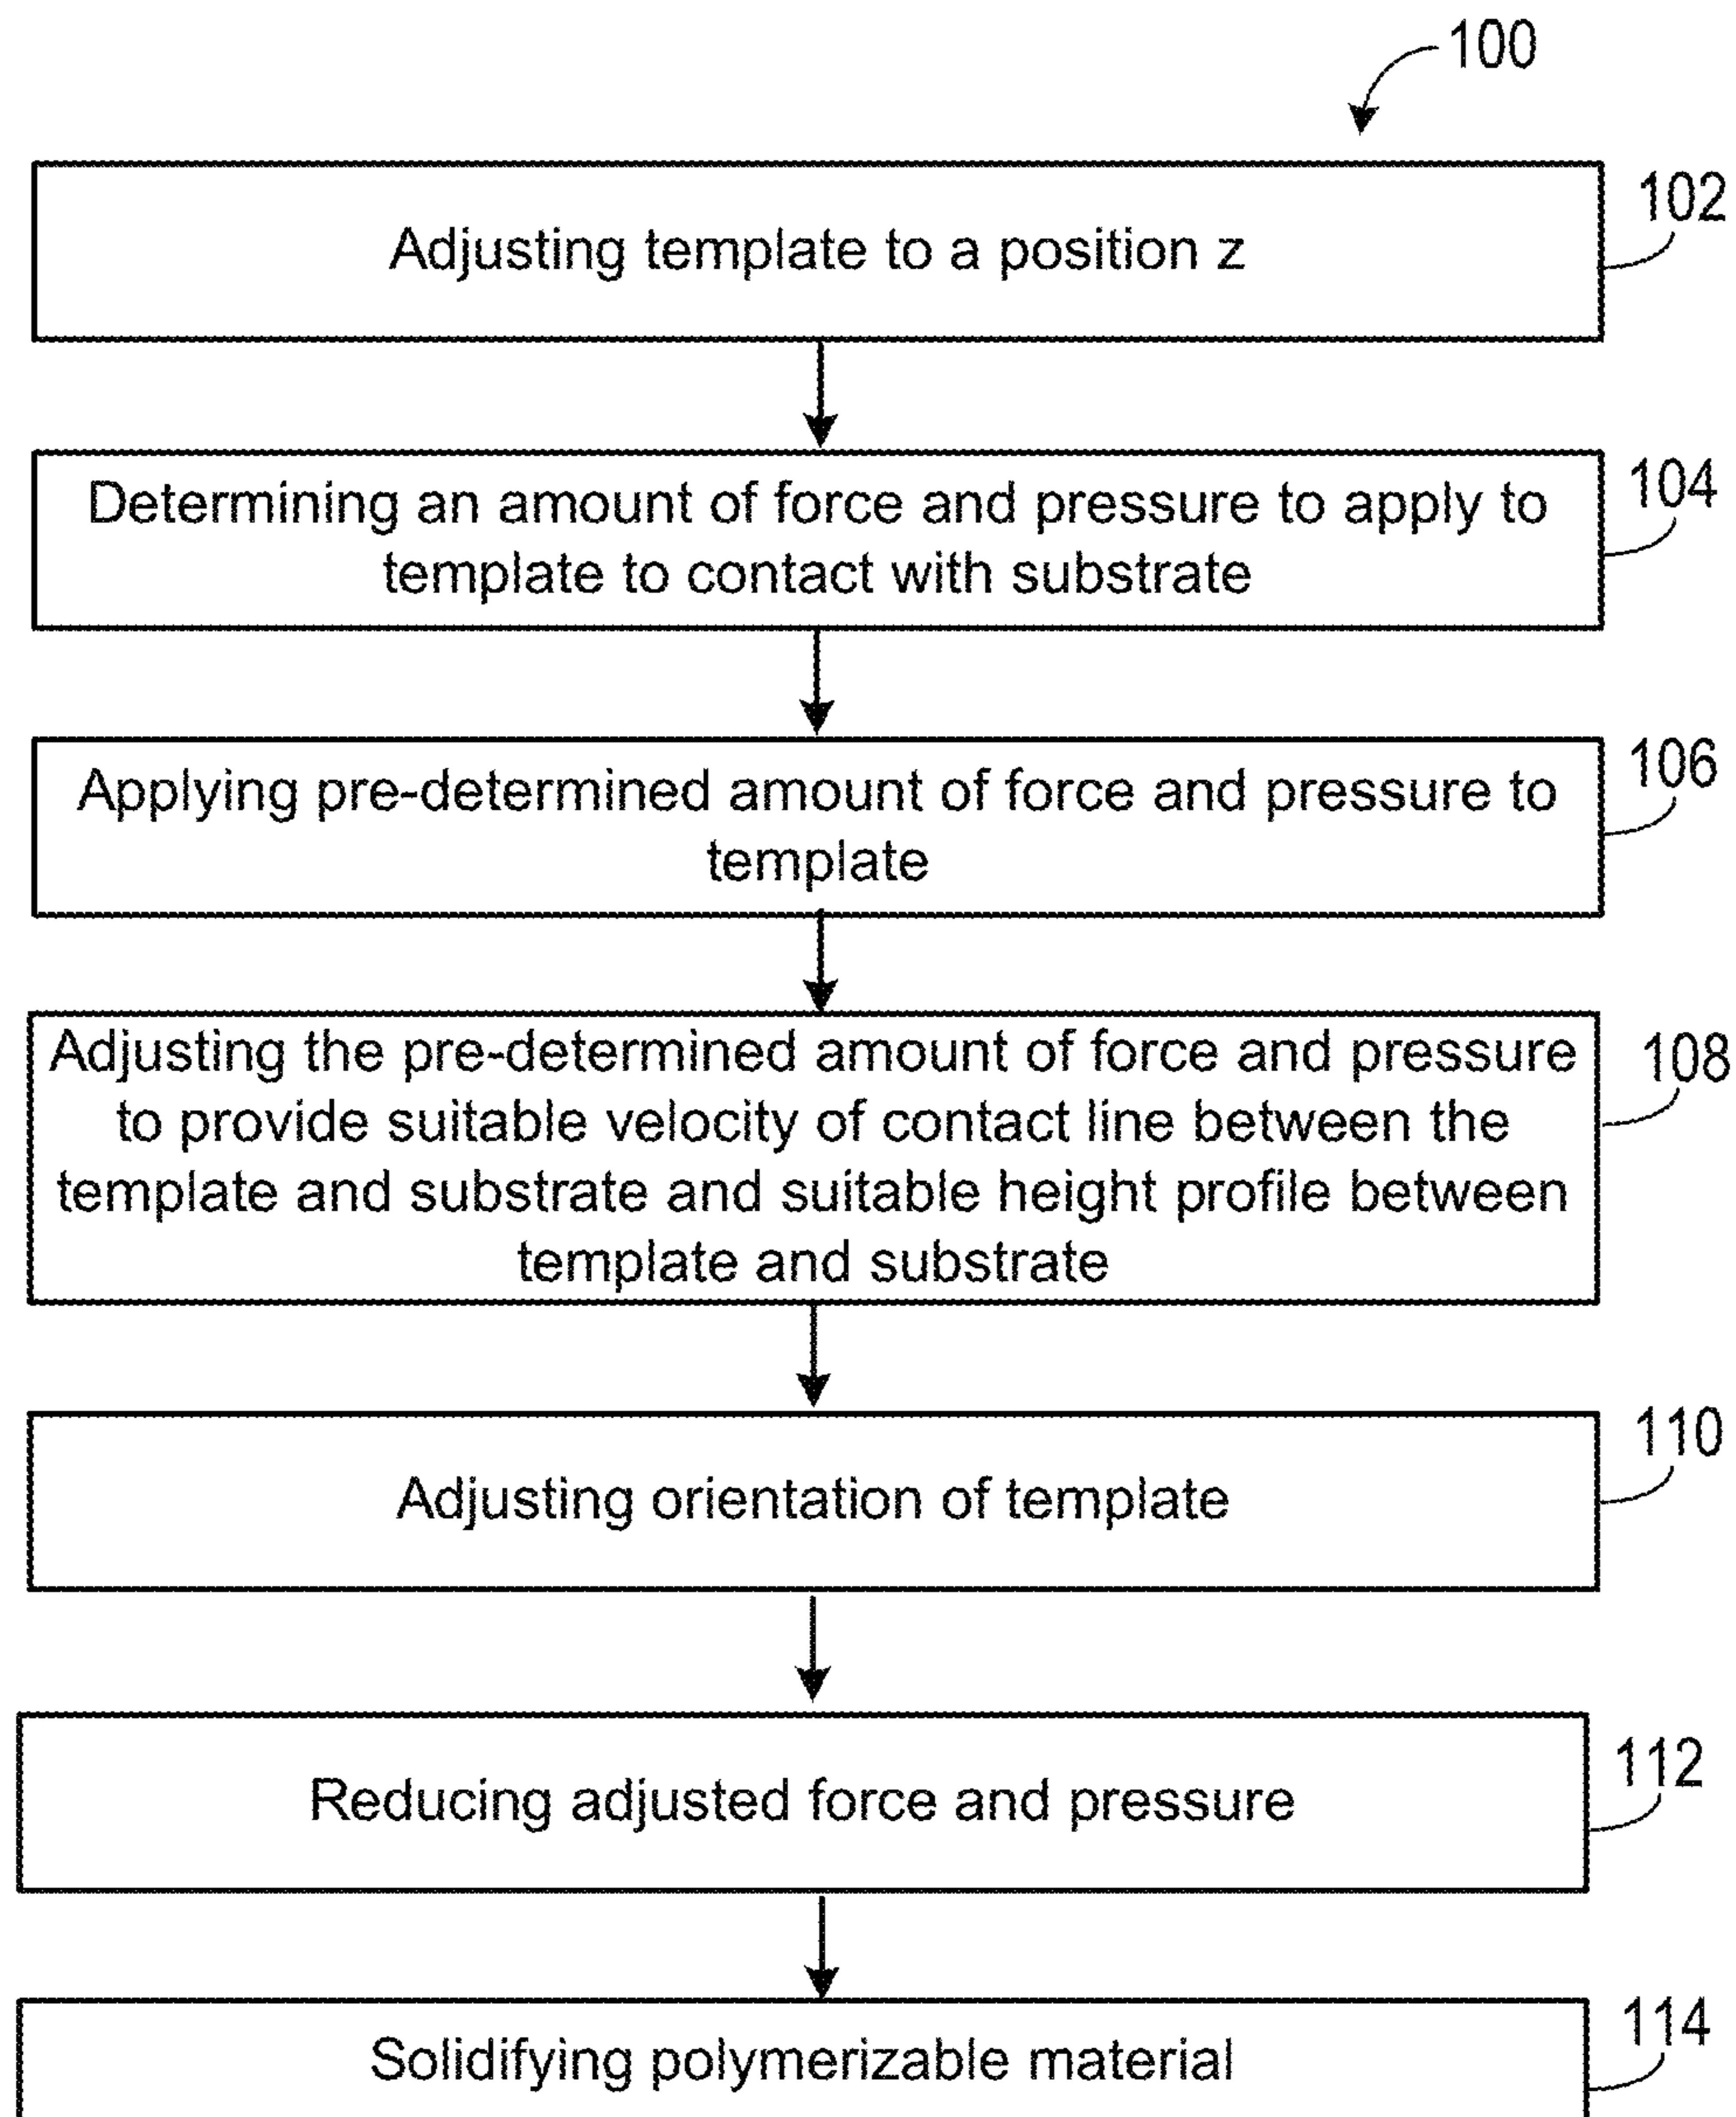 100
Adjusting template to a position z
102
Determining an amount of force and pressure to apply to
template to contact with substrate
104
Applying pre-determined amount of force and pressure to
template
106
Adjusting the pre-determined amount of force and pressure
to provide suitable velocity of contact line between the
template and substrate and suitable height profile between
template and substrate
108
Adjusting orientation of template
110
Reducing adjusted force and pressure
112
Solidifying polymerizable material
114